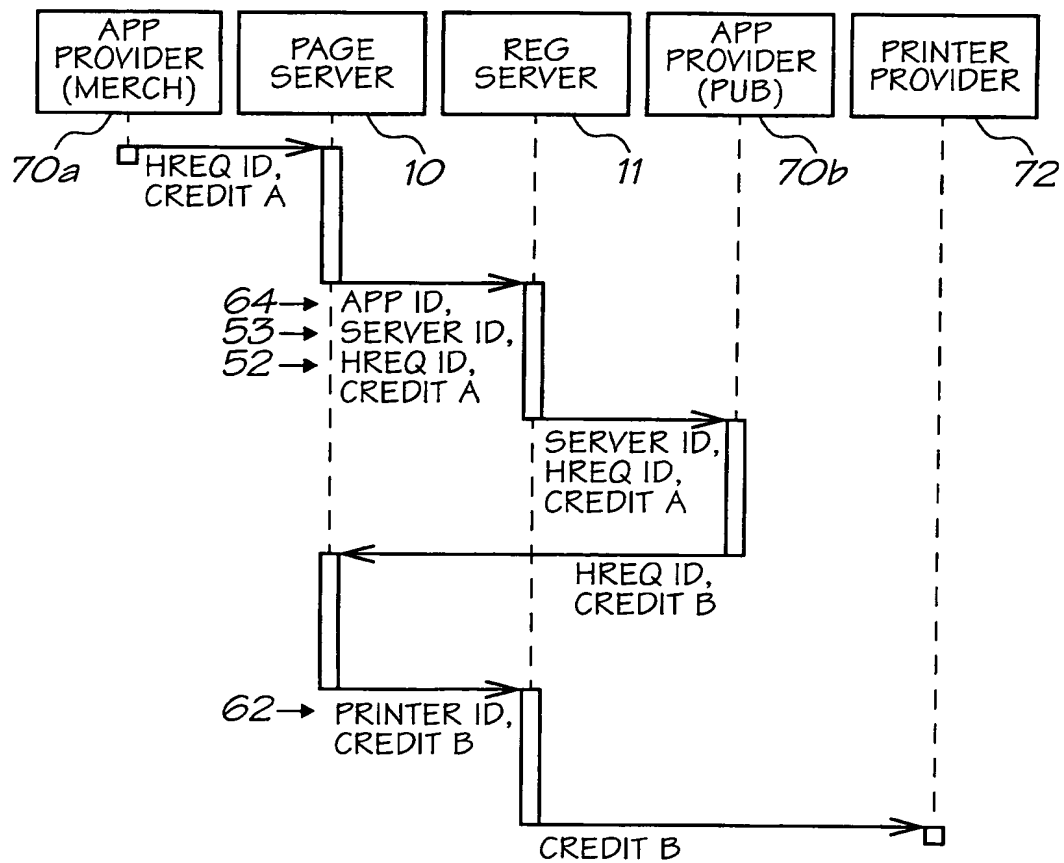 APP
PROVIDER
(MERCH)
PAGE
SERVER
REG
SERVER
APP
PROVIDER
(PUB)
PRINTER
PROVIDER
70a
10
11
70b
72
HREQ ID,
CREDIT A
64 → APP ID,
53 → SERVER ID,
52 → HREQ ID,
CREDIT A
SERVER ID,
HREQ ID,
CREDIT A
HREQ ID,
CREDIT B
62 → PRINTER ID,
CREDIT B
CREDIT B